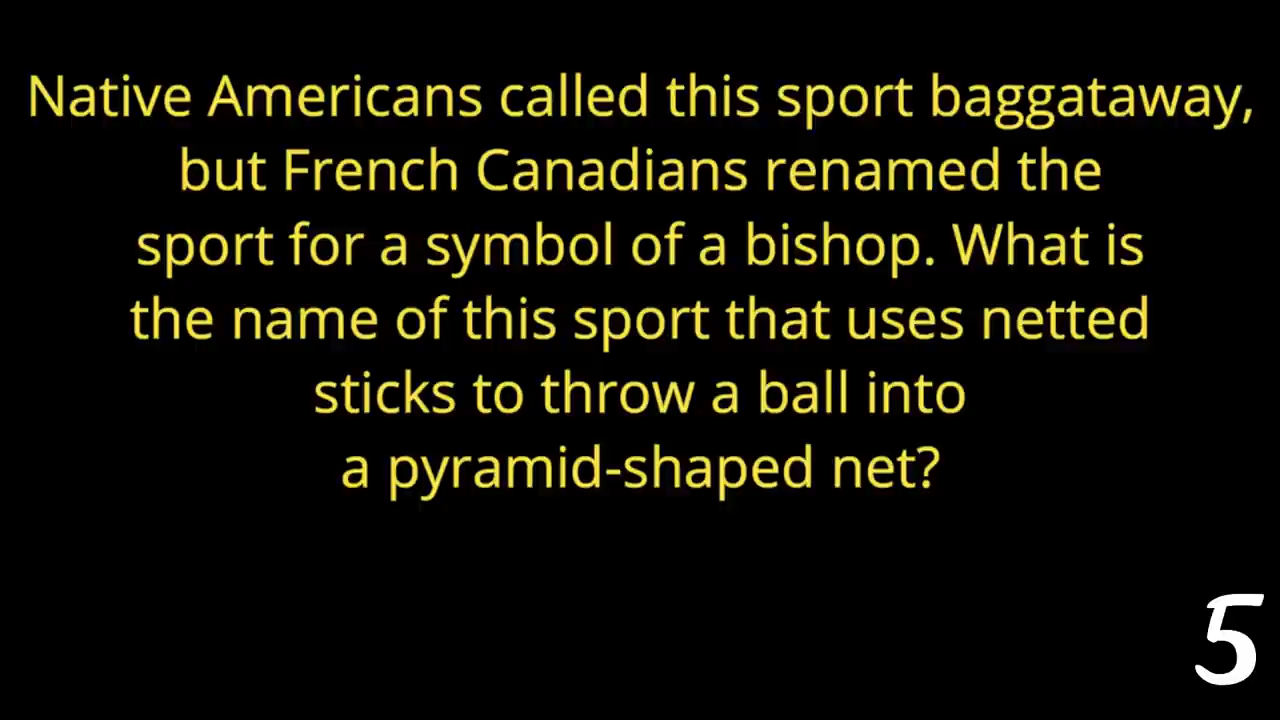 Native Americans called this sport baggataway,
but French Canadians renamed the
sport for a symbol of a bishop. What is
the name of this sport that uses netted
sticks to throw a ball into
a pyramid-shaped net?
5